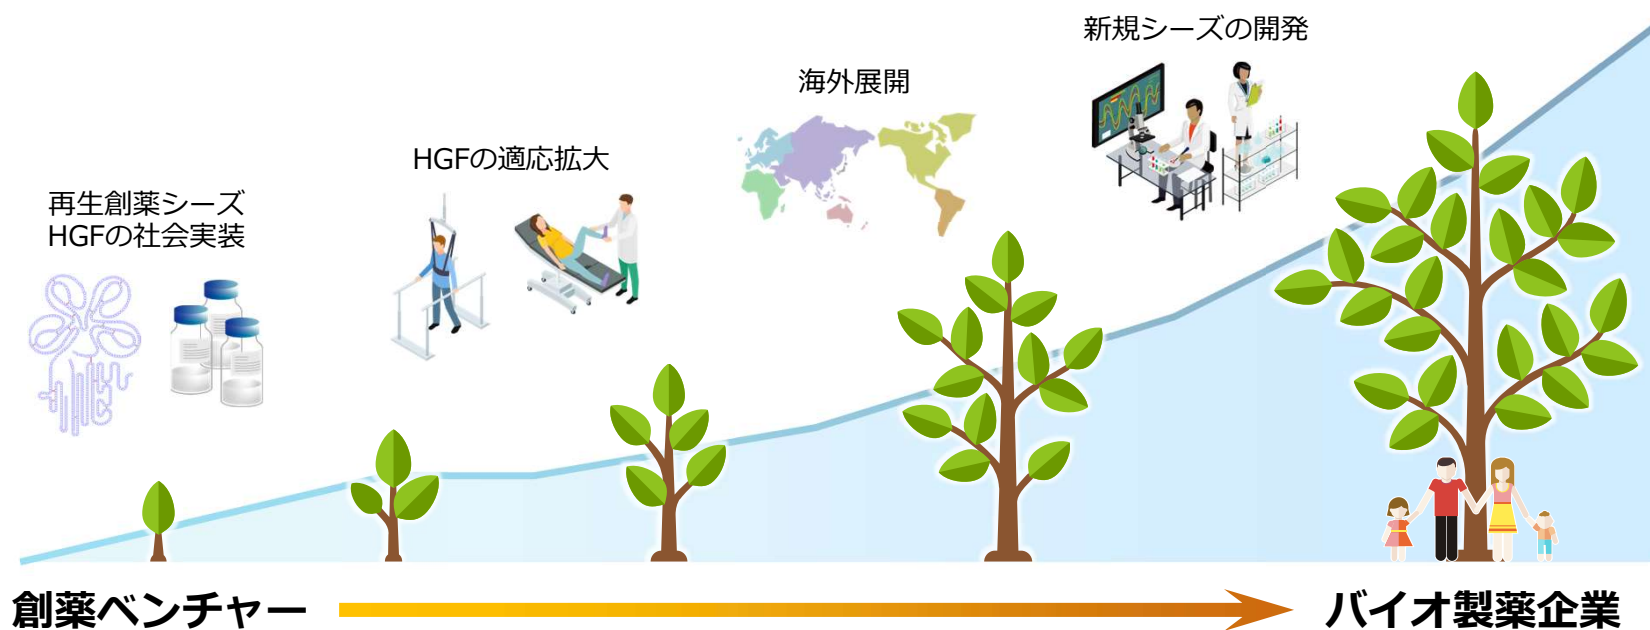 再生創薬シーズ
HGFの社会実装
HGFの適応拡大
海外展開
新規シーズの開発
創薬ベンチャー
バイオ製薬企業